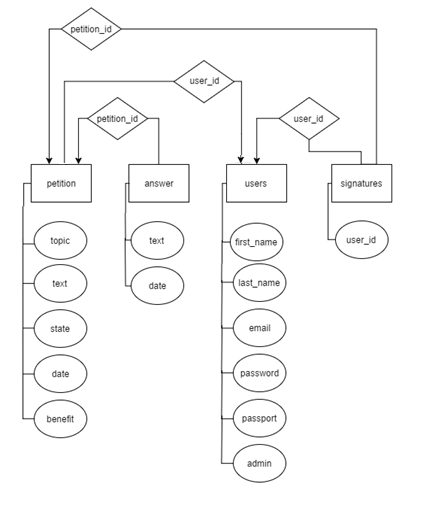 petition_id
user_id
petition_id
user_id
petition
answer
users
signatures
topic
text
first_name
user_id
text
date
last_name
state
email
date
password
benefit
passport
admin